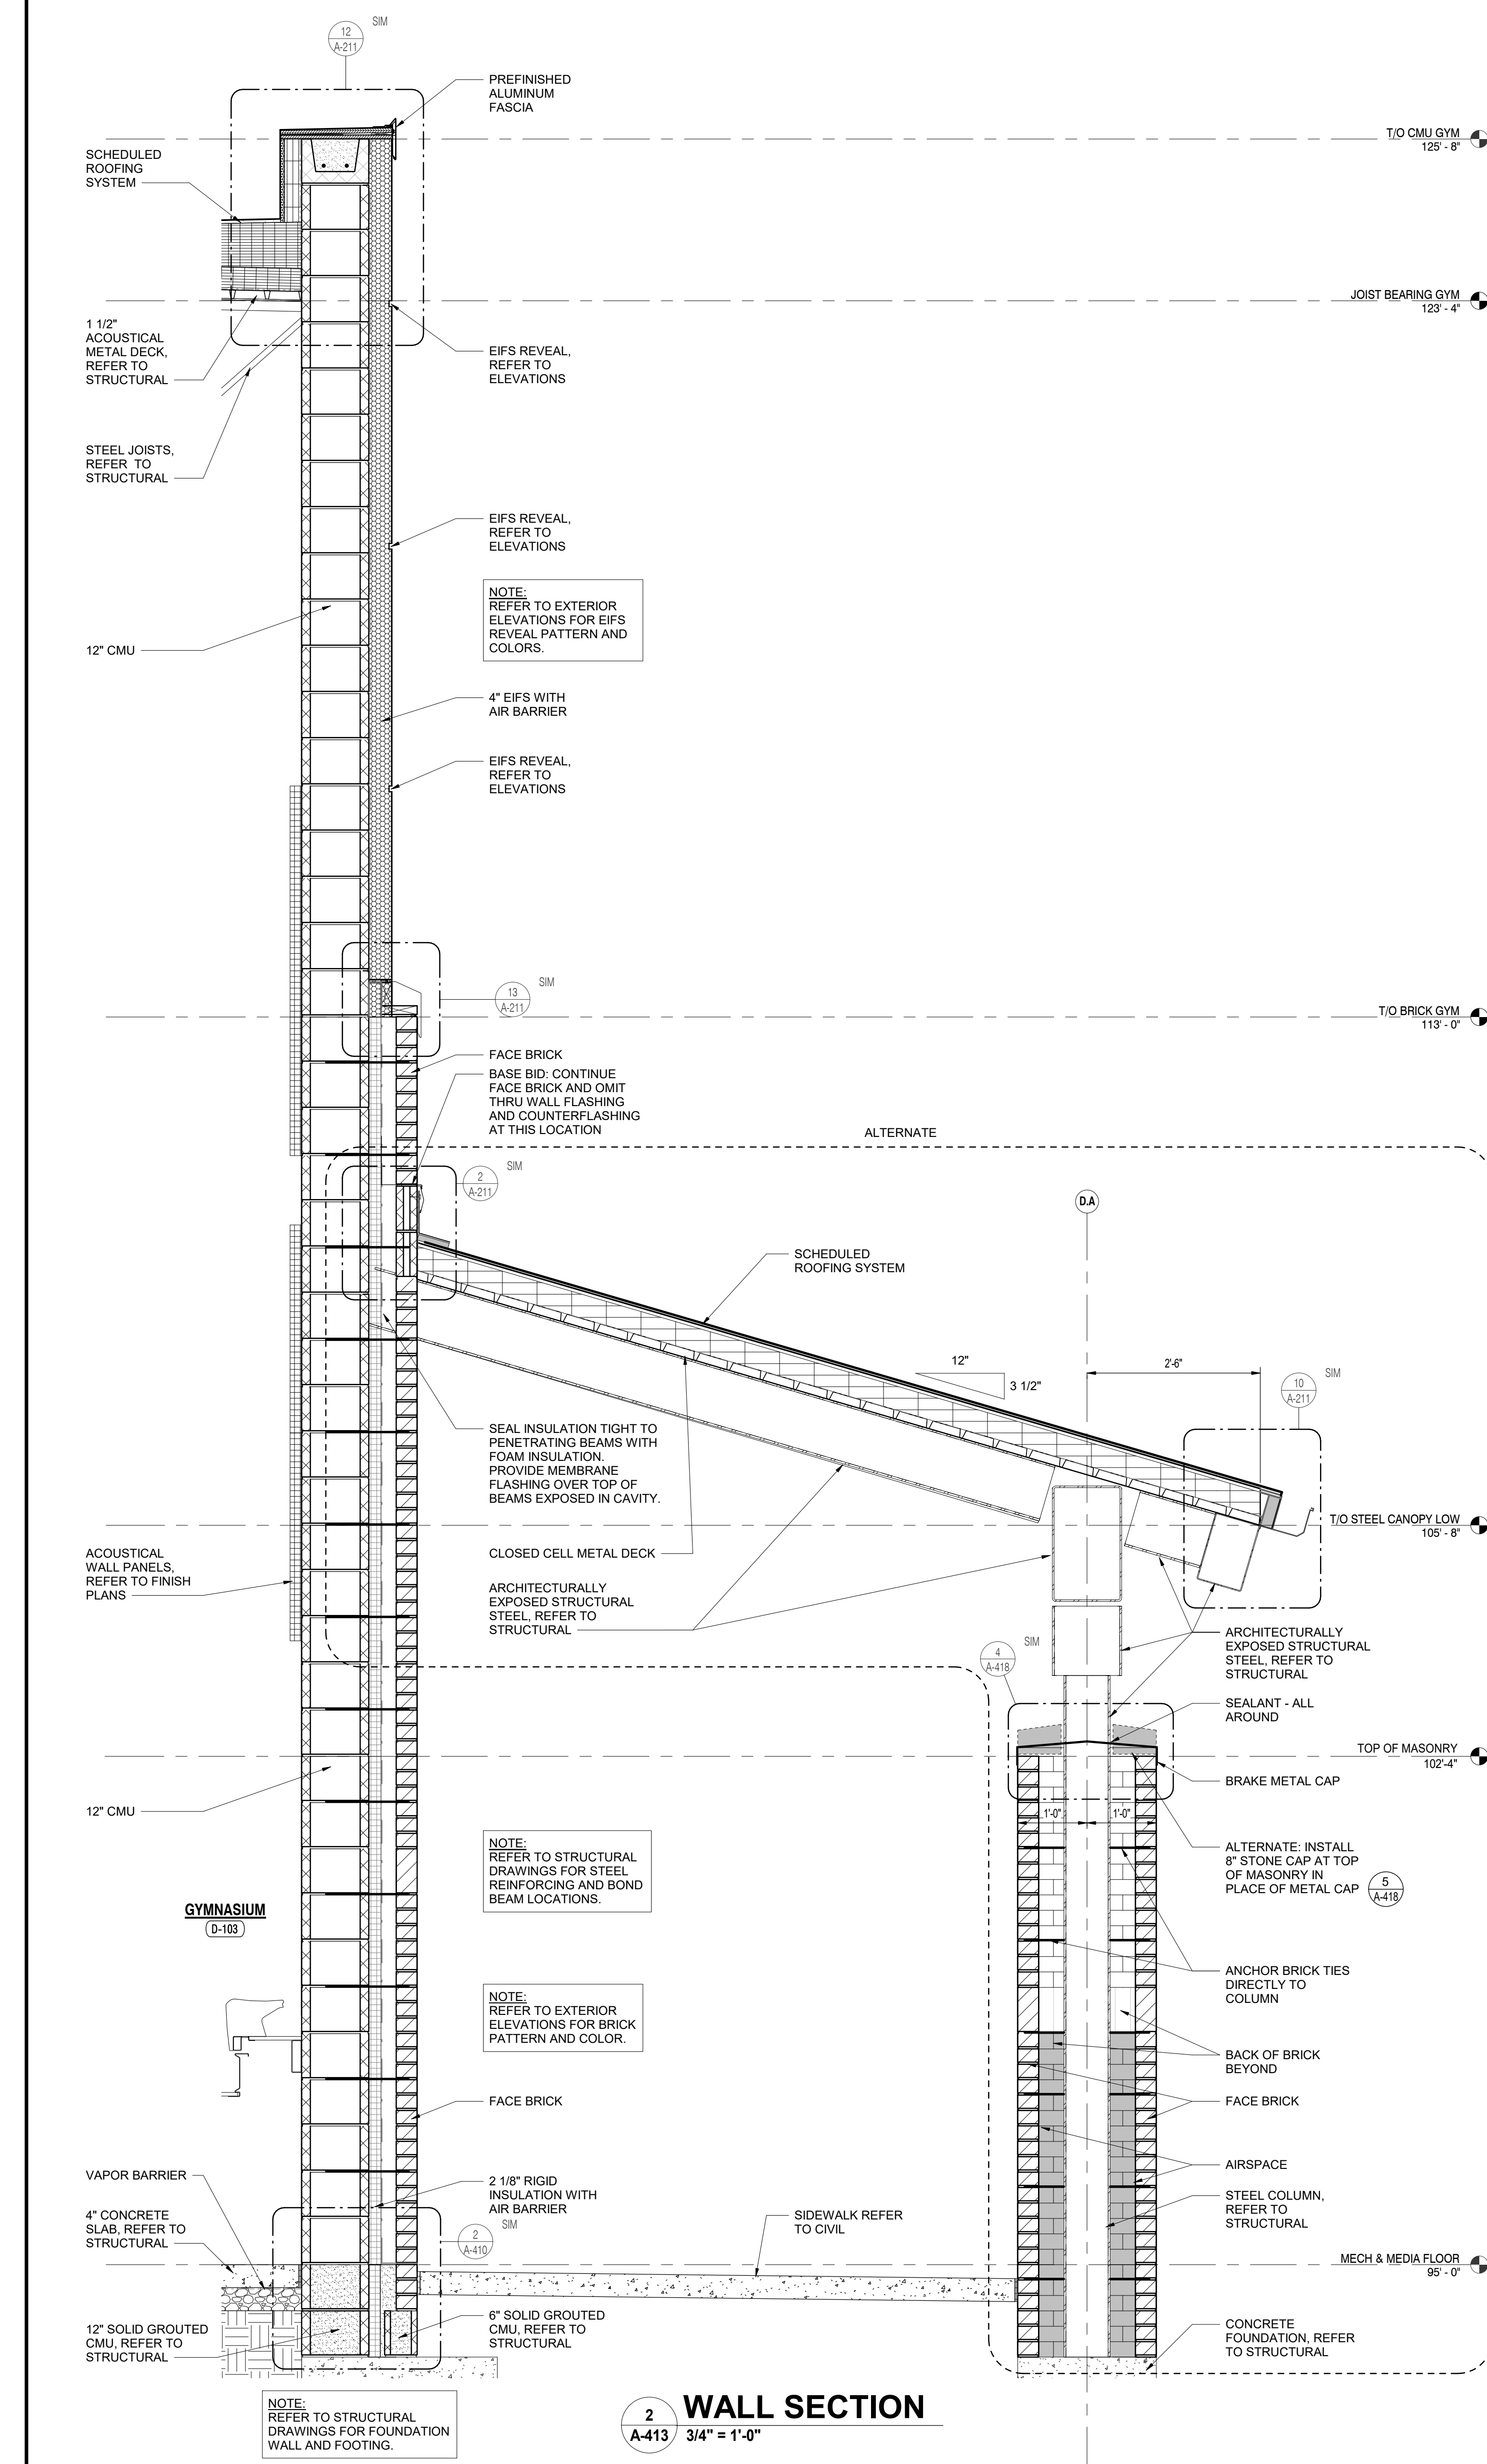 12
A-211
SIM
PREFINISHED
ALUMINUM
FASCIA
T/O CMU GYM
125' - 8"
SCHEDULED
ROOFING
SYSTEM
JOIST BEARING GYM
123' - 4"
1 1/2"
ACOUSTICAL
METAL DECK,
REFER TO
STRUCTURAL
EIFS REVEAL,
REFER TO
ELEVATIONS
STEEL JOISTS,
REFER TO
STRUCTURAL
EIFS REVEAL,
REFER TO
ELEVATIONS
NOTE:
REFER TO EXTERIOR
ELEVATIONS FOR EIFS
REVEAL PATTERN AND
COLORS.
12" CMU
4" EIFS WITH
AIR BARRIER
EIFS REVEAL,
REFER TO
ELEVATIONS
13
A-211
SIM
T/O BRICK GYM
113' - 0"
FACE BRICK
BASE BID: CONTINUE
FACE BRICK AND OMIT
THRU WALL FLASHING
AND COUNTERFLASHING
AT THIS LOCATION
ALTERNATE
2
A-211
SIM
D.A
SCHEDULED
ROOFING SYSTEM
12"
3 1/2"
2'-6"
10
A-211
SIM
SEAL INSULATION TIGHT TO
PENETRATING BEAMS WITH
FOAM INSULATION.
PROVIDE MEMBRANE
FLASHING OVER TOP OF
BEAMS EXPOSED IN CAVITY.
T/O STEEL CANOPY LOW
105' - 8"
ACOUSTICAL
WALL PANELS,
REFER TO FINISH
PLANS
CLOSED CELL METAL DECK
ARCHITECTURALLY
EXPOSED STRUCTURAL
STEEL, REFER TO
STRUCTURAL
ARCHITECTURALLY
EXPOSED STRUCTURAL
STEEL, REFER TO
STRUCTURAL
4
A-418
SIM
SEALANT - ALL
AROUND
TOP OF MASONRY
102'-4"
BRAKE METAL CAP
12" CMU
1'-0"
1'-0"
NOTE:
REFER TO STRUCTURAL
DRAWINGS FOR STEEL
REINFORCING AND BOND
BEAM LOCATIONS.
ALTERNATE: INSTALL
8" STONE CAP AT TOP
OF MASONRY IN
PLACE OF METAL CAP
5
A-418
GYMNASIUM
D-103
ANCHOR BRICK TIES
DIRECTLY TO
COLUMN
NOTE:
REFER TO EXTERIOR
ELEVATIONS FOR BRICK
PATTERN AND COLOR.
BACK OF BRICK
BEYOND
FACE BRICK
FACE BRICK
AIRSPACE
VAPOR BARRIER
2 1/8" RIGID
INSULATION WITH
AIR BARRIER
STEEL COLUMN,
REFER TO
STRUCTURAL
4" CONCRETE
SLAB, REFER TO
STRUCTURAL
2
A-410
SIM
SIDEWALK REFER
TO CIVIL
MECH & MEDIA FLOOR
95' - 0"
12" SOLID GROUTED
CMU, REFER TO
STRUCTURAL
6" SOLID GROUTED
CMU, REFER TO
STRUCTURAL
CONCRETE
FOUNDATION, REFER
TO STRUCTURAL
NOTE:
REFER TO STRUCTURAL
DRAWINGS FOR FOUNDATION
WALL AND FOOTING.
2
A-413
WALL SECTION
3/4" = 1'-0"